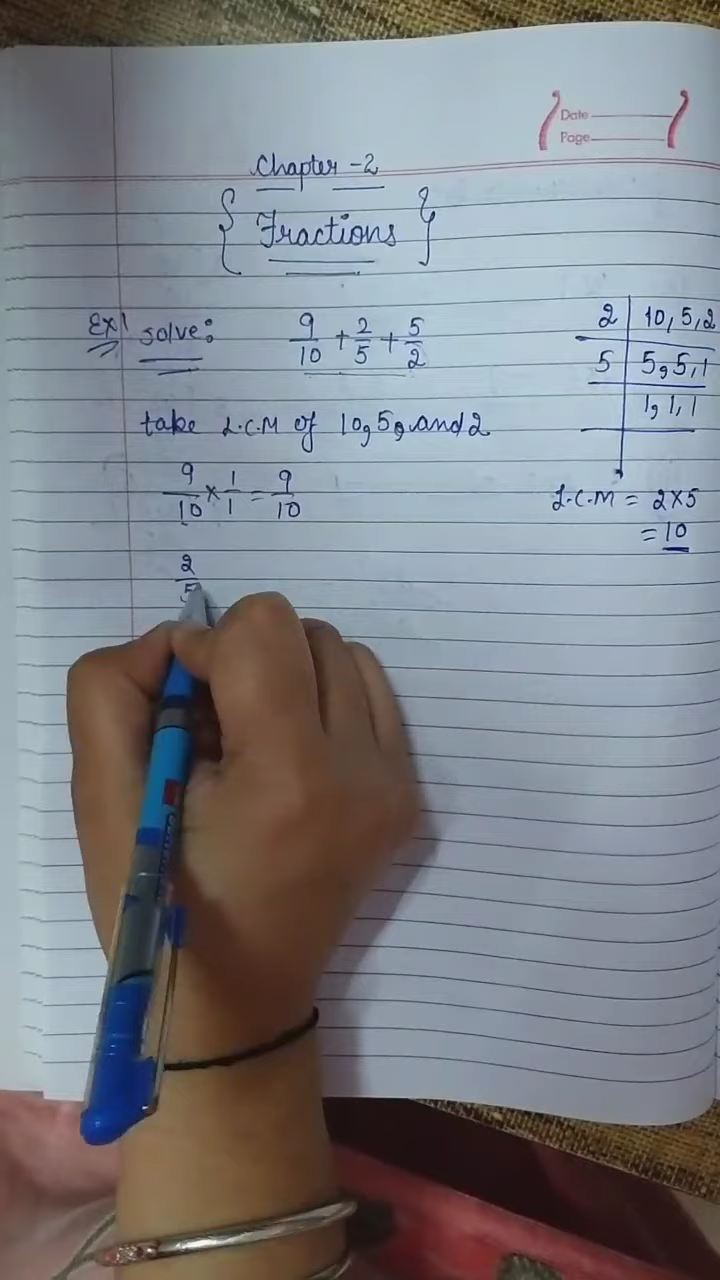 Date
Page
Chapter - 2
{ Fractions }
Ex1 solve: 9/10 + 2/5 + 5/2
2 | 10, 5, 2
5 | 5, 5, 1
1, 1, 1
take L.C.M of 10, 5, and 2
9/10 × 1/1 = 9/10
L.C.M = 2×5
= 10
2/5